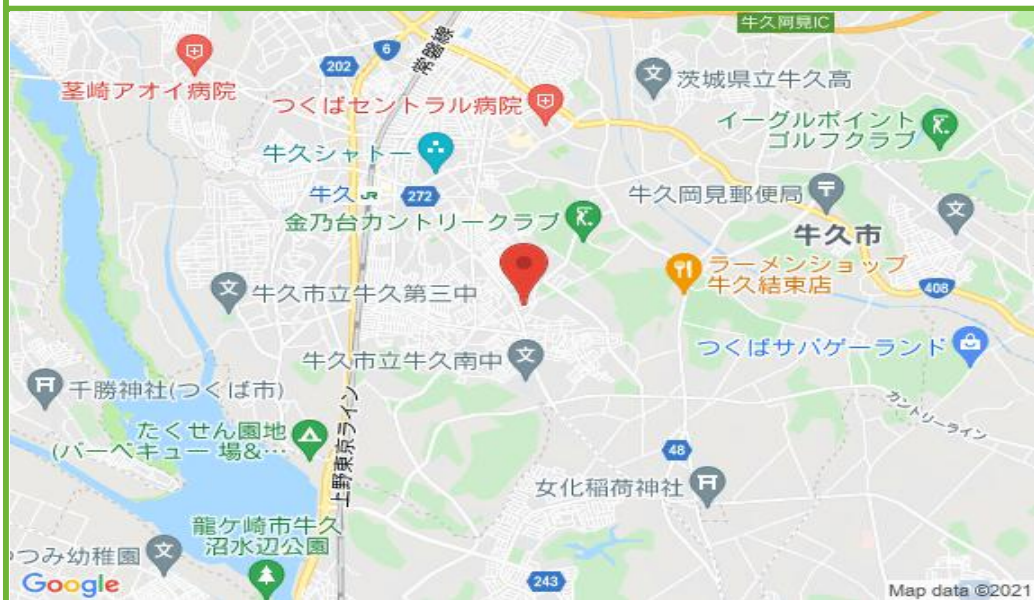 牛久阿見IC
6
202
常磐線
茎崎アオイ病院
茨城県立牛久高
つくばセントラル病院
イーグルポイント
ゴルフクラブ
牛久シャトー
牛久 JR
272
牛久岡見郵便局
金乃台カントリークラブ
牛久市
ラーメンショップ
牛久結束店
408
牛久市立牛久第三中
つくばサバゲーランド
牛久市立牛久南中
千勝神社(つくば市)
カントリーライン
たくせん園地
(バーベキュー 場&…
上野東京ライン
48
女化稲荷神社
龍ケ崎市牛久
沼水辺公園
つつみ幼稚園
243
Google
Map data ©2021